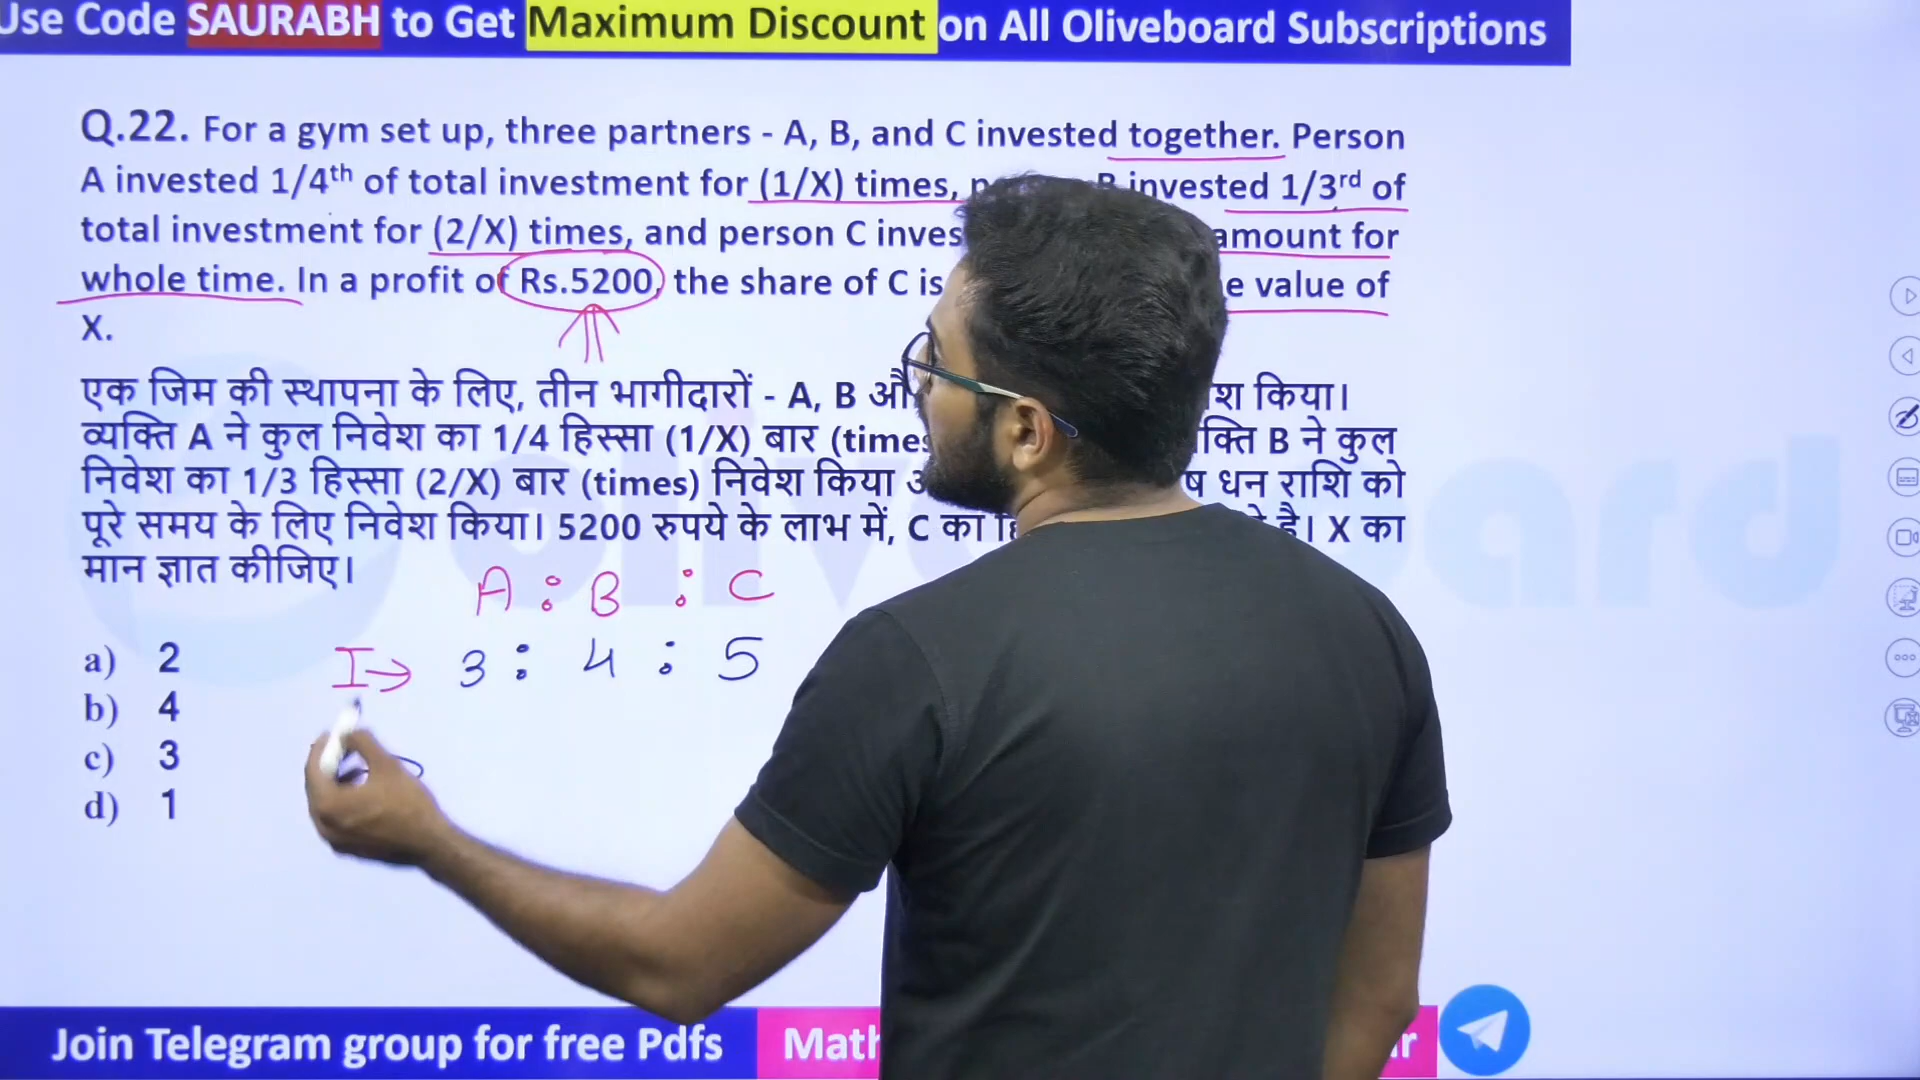 Use Code SAURABH to Get Maximum Discount on All Oliveboard Subscriptions
Q.22. For a gym set up, three partners - A, B, and C invested together. Person
A invested 1/4th of total investment for (1/X) times, B invested 1/3rd of
total investment for (2/X) times, and person C inves amount for
whole time. In a profit of Rs.5200, the share of C is e value of
X.
एक जिम की स्थापना के लिए, तीन भागीदारों - A, B औ श किया।
व्यक्ति A ने कुल निवेश का 1/4 हिस्सा (1/X) बार (times क्ति B ने कुल
निवेश का 1/3 हिस्सा (2/X) बार (times) निवेश किया ष धन राशि को
पूरे समय के लिए निवेश किया। 5200 रुपये के लाभ में, C का है। X का
मान ज्ञात कीजिए।
A : B : C
I→ 3 : 4 : 5
a) 2
b) 4
c) 3
d) 1
Join Telegram group for free Pdfs Math